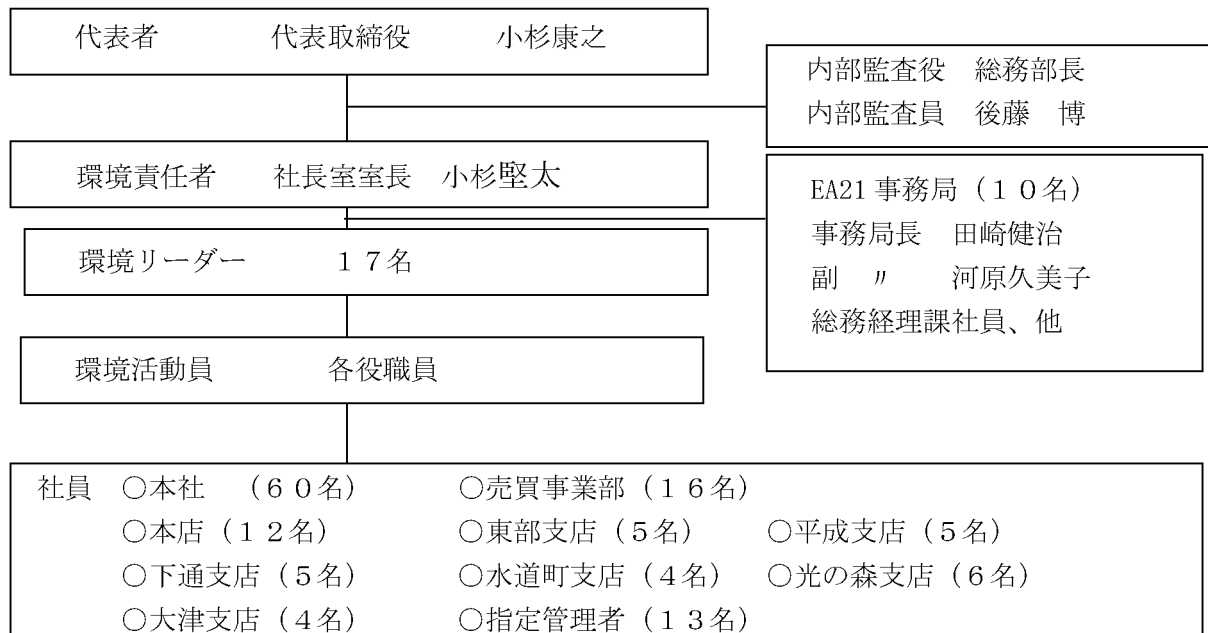 代表者　　　代表取締役　　　小杉康之
内部監査役　総務部長
内部監査員　後藤　博
環境責任者　　社長室室長　小杉堅太
EA21 事務局（１０名）
事務局長　田崎健治
副　〃　　河原久美子
総務経理課社員、他
環境リーダー　　　１７名
環境活動員　　　　各役職員
社員　○本社　（６０名）　　　○売買事業部（１６名）
○本店（１２名）　　　○東部支店（５名）　　○平成支店（５名）
○下通支店（５名）　　○水道町支店（４名）　○光の森支店（６名）
○大津支店（４名）　　○指定管理者（１３名）